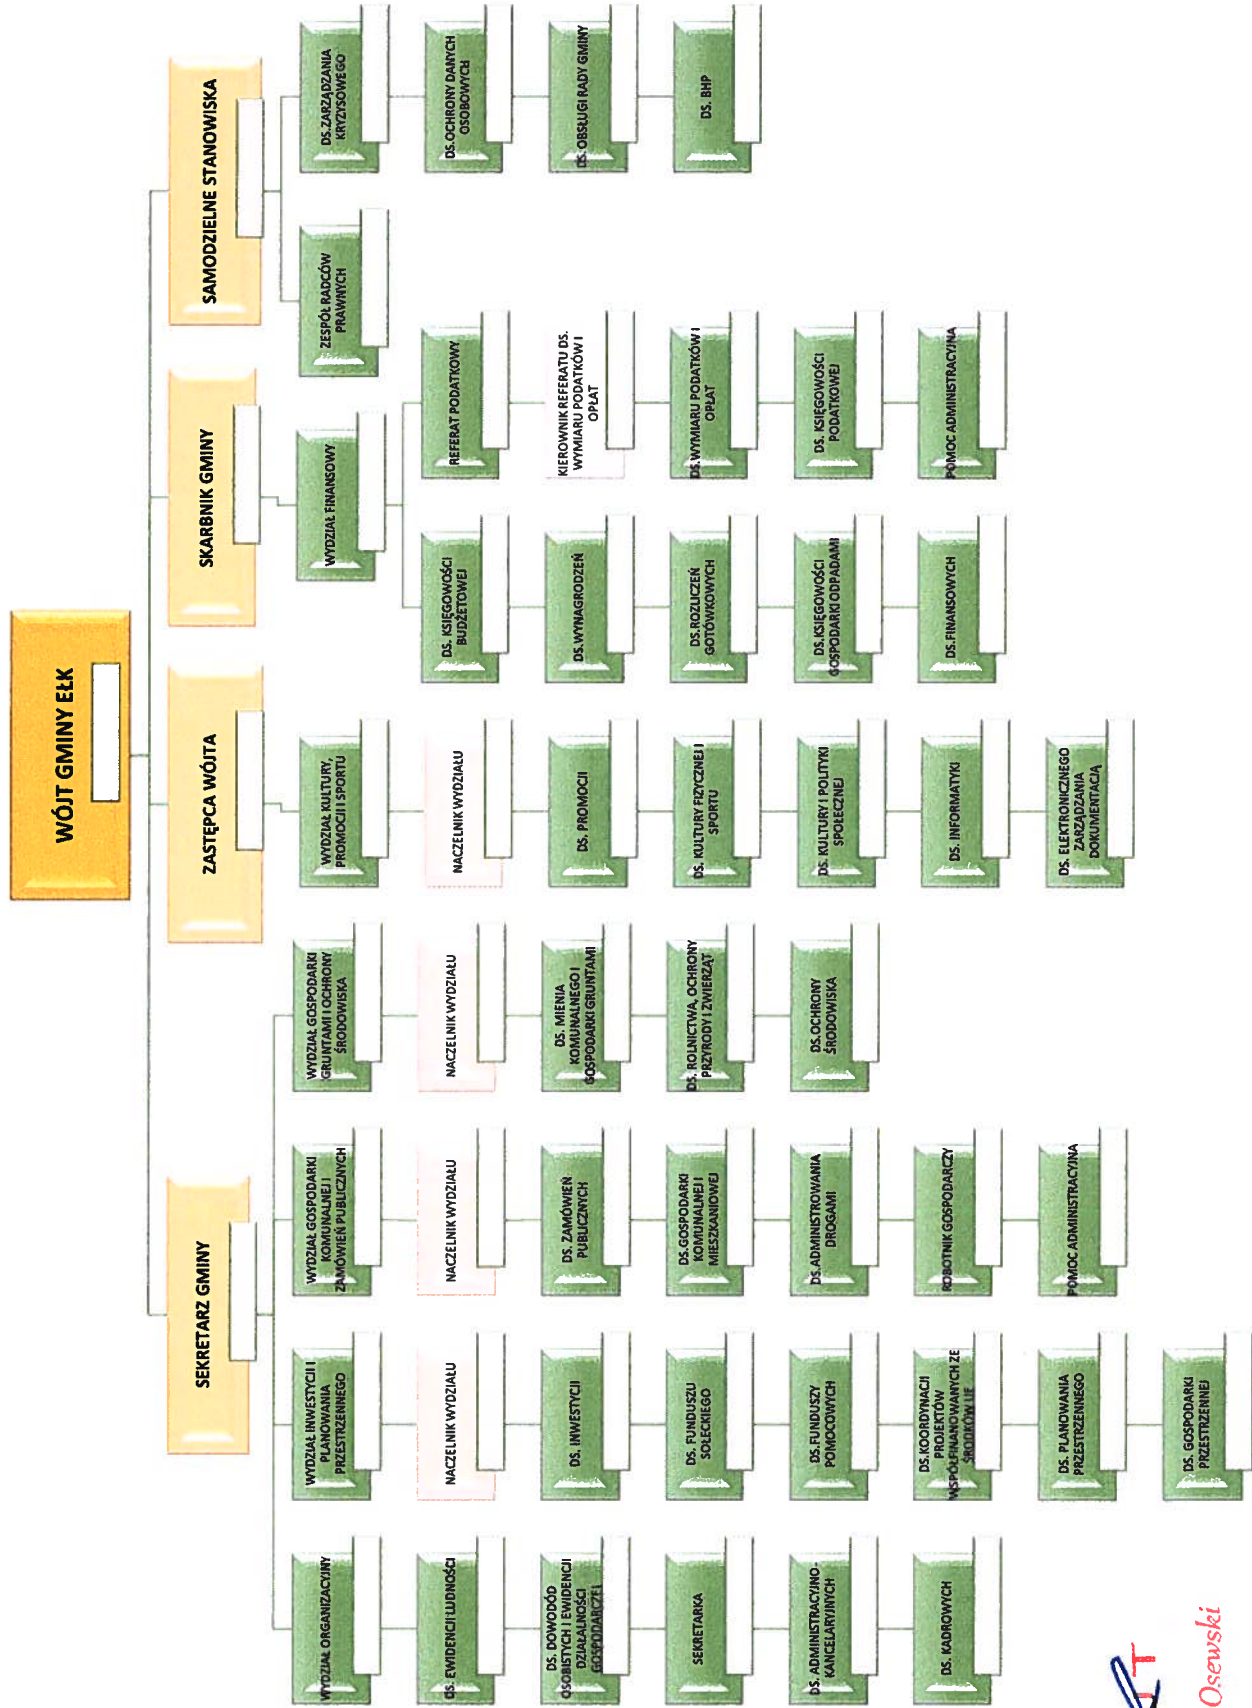 WÓJT GMINY EŁK
SEKRETARZ GMINY
ZASTĘPCA WÓJTA
SKARBNIK GMINY
SAMODZIELNE STANOWISKA
WYDZIAŁ ORGANIZACYJNY
DS. EWIDENCJI LUDNOŚCI
DS. DOWODÓD
OSOBISTYCH I EWIDENCJI
DZIAŁALNOŚCI
GOSPODARCZEJ
SEKRETARKA
DS. ADMINISTRACYJNO-
KANCELARYJNYCH
DS. KADROWYCH
WYDZIAŁ INWESTYCJI I
PLANOWANIA
PRZESTRZENNEGO
NACZELNIK WYDZIAŁU
DS. INWESTYCJI
DS. FUNDUSZU
SOŁECKIEGO
DS.FUNDUSZY
POMOCOWYCH
DS.KOORDYNACJI
PROJEKTÓW
WSPÓŁFINANSOWANYCH ZE
ŚRODKÓW UE
DS. PLANOWANIA
PRZESTRZENNEGO
DS. GOSPODARKI
PRZESTRZENNEJ
WYDZIAŁ GOSPODARKI
KOMUNALNEJ I
ZAMÓWIEŃ PUBLICZNYCH
NACZELNIK WYDZIAŁU
DS. ZAMÓWIEŃ
PUBLICZNYCH
DS.GOSPODARKI
KOMUNALNEJ I
MIESZKANIOWEJ
DS.ADMINISTROWANIA
DROGAMI
ROBOTNIK GOSPODARCZY
POMOC ADMINISTRACYJNA
WYDZIAŁ GOSPODARKI
GRUNTAMI I OCHRONY
ŚRODOWISKA
NACZELNIK WYDZIAŁU
DS. MIENIA
KOMUNALNEGO I
GOSPODARKI GRUNTAMI
DS. ROLNICTWA, OCHRONY
PRZYRODY I ZWIERZĄT
DS.OCHRONY
ŚRODOWISKA
WYDZIAŁ KULTURY,
PROMOCJI I SPORTU
NACZELNIK WYDZIAŁU
DS. PROMOCJI
DS. KULTURY FIZYCZNEJ I
SPORTU
DS. KULTURY I POLITYKI
SPOŁECZNEJ
DS. INFORMATYKI
DS. ELEKTRONICZNEGO
ZARZĄDZANIA
DOKUMENTACJĄ
WYDZIAŁ FINANSOWY
DS. KSIĘGOWOŚCI
BUDŻETOWEJ
DS.WYNAGRODZEŃ
DS.ROZLICZEŃ
GOTÓWKOWYCH
DS.KSIĘGOWOŚCI
GOSPODARKI ODPADAMI
DS.FINANSOWYCH
REFERAT PODATKOWY
KIEROWNIK REFERATU DS.
WYMIARU PODATKÓW I
OPŁAT
DS.WYMIARU PODATKÓW I
OPŁAT
DS. KSIĘGOWOŚCI
PODATKOWEJ
POMOC ADMINISTRACYJNA
ZESPÓŁ RADCÓW
PRAWNYCH
DS.ZARZĄDZANIA
KRYZYSOWEGO
DS.OCHRONY DANYCH
OSOBOWYCH
DS. OBSŁUGI RADY GMINY
DS. BHP
Osewski